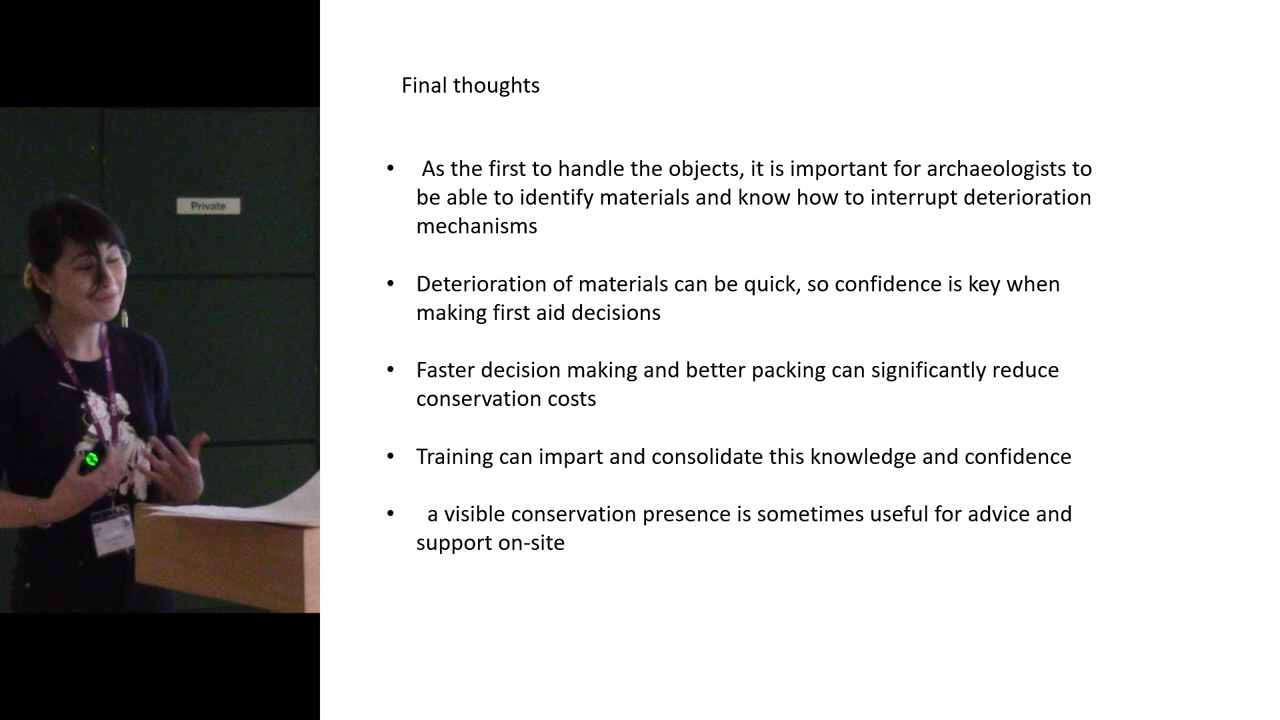 Private
Final thoughts
• As the first to handle the objects, it is important for archaeologists to
be able to identify materials and know how to interrupt deterioration
mechanisms
• Deterioration of materials can be quick, so confidence is key when
making first aid decisions
• Faster decision making and better packing can significantly reduce
conservation costs
• Training can impart and consolidate this knowledge and confidence
• a visible conservation presence is sometimes useful for advice and
support on-site